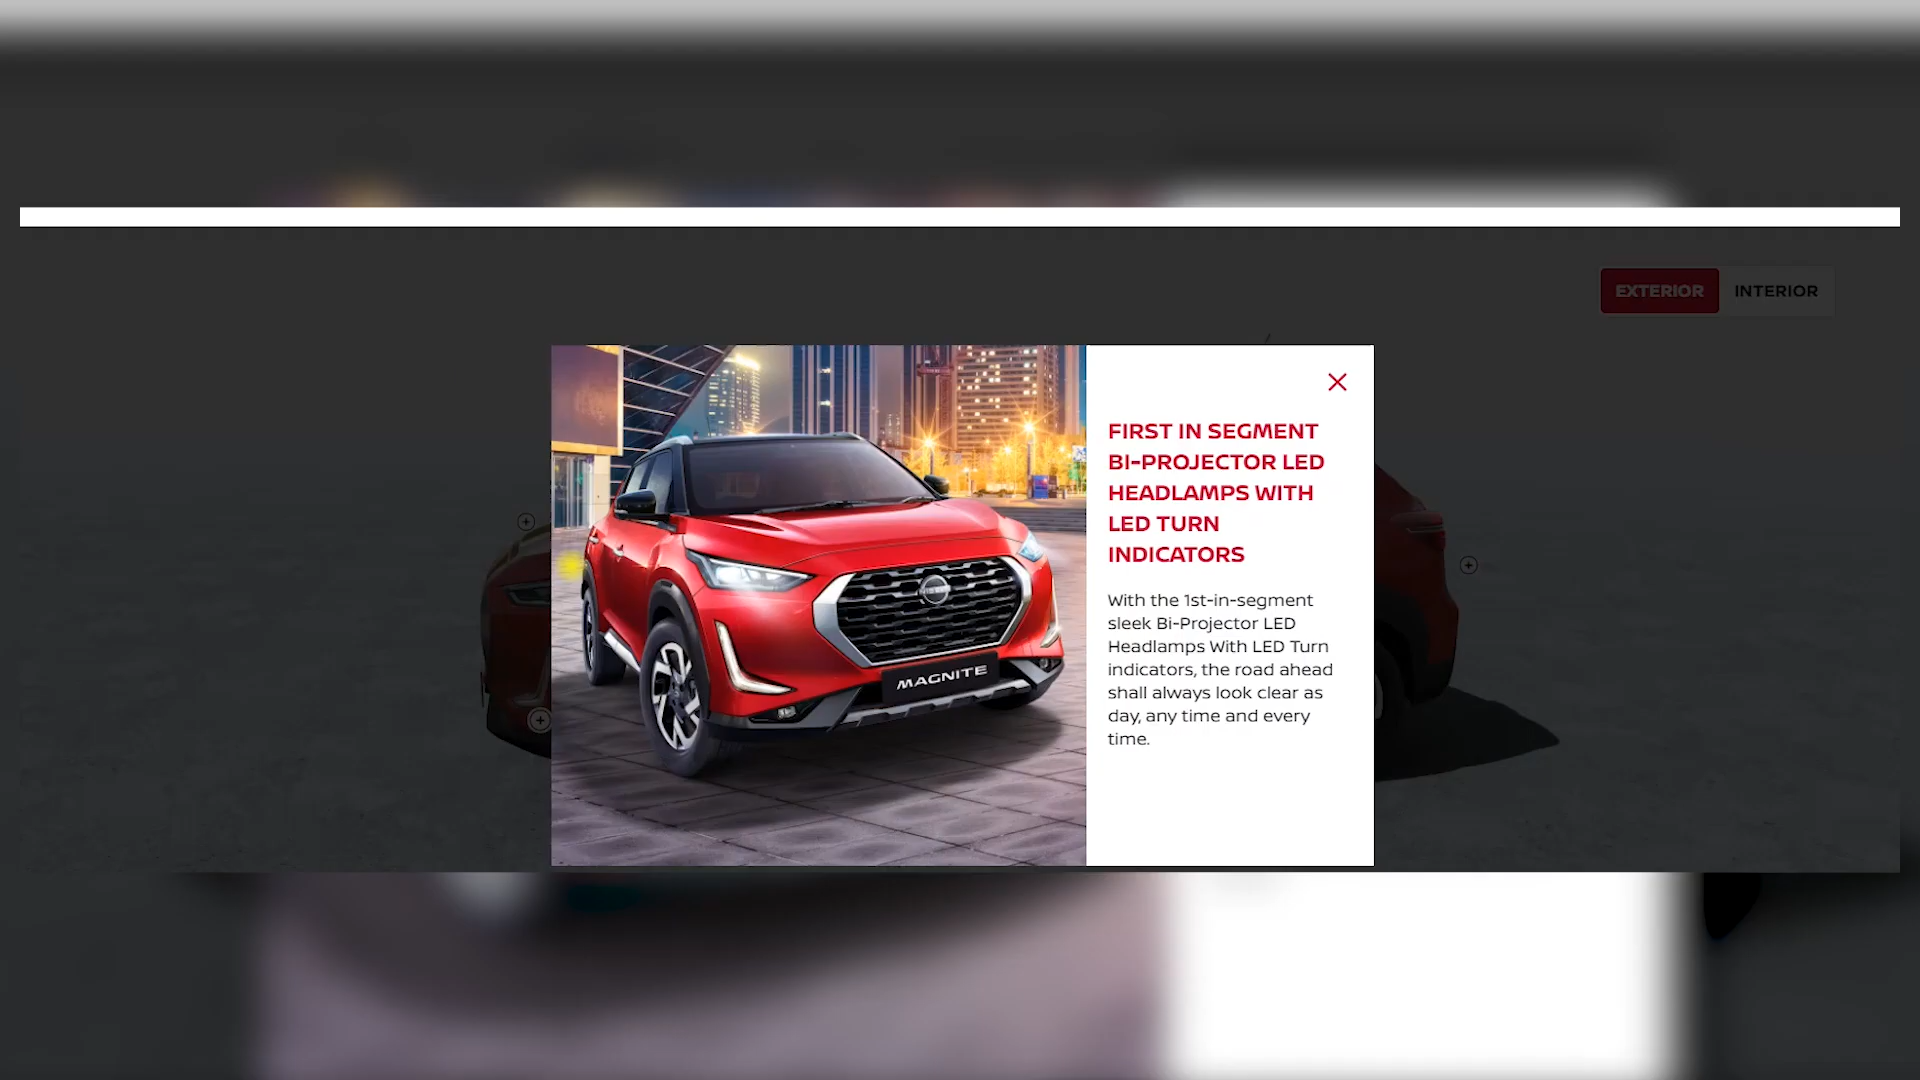 EXTERIOR INTERIOR
FIRST IN SEGMENT
BI-PROJECTOR LED
HEADLAMPS WITH
LED TURN
INDICATORS
With the 1st-in-segment
sleek Bi-Projector LED
Headlamps With LED Turn
indicators, the road ahead
shall always look clear as
day, any time and every
time.
MAGNITE